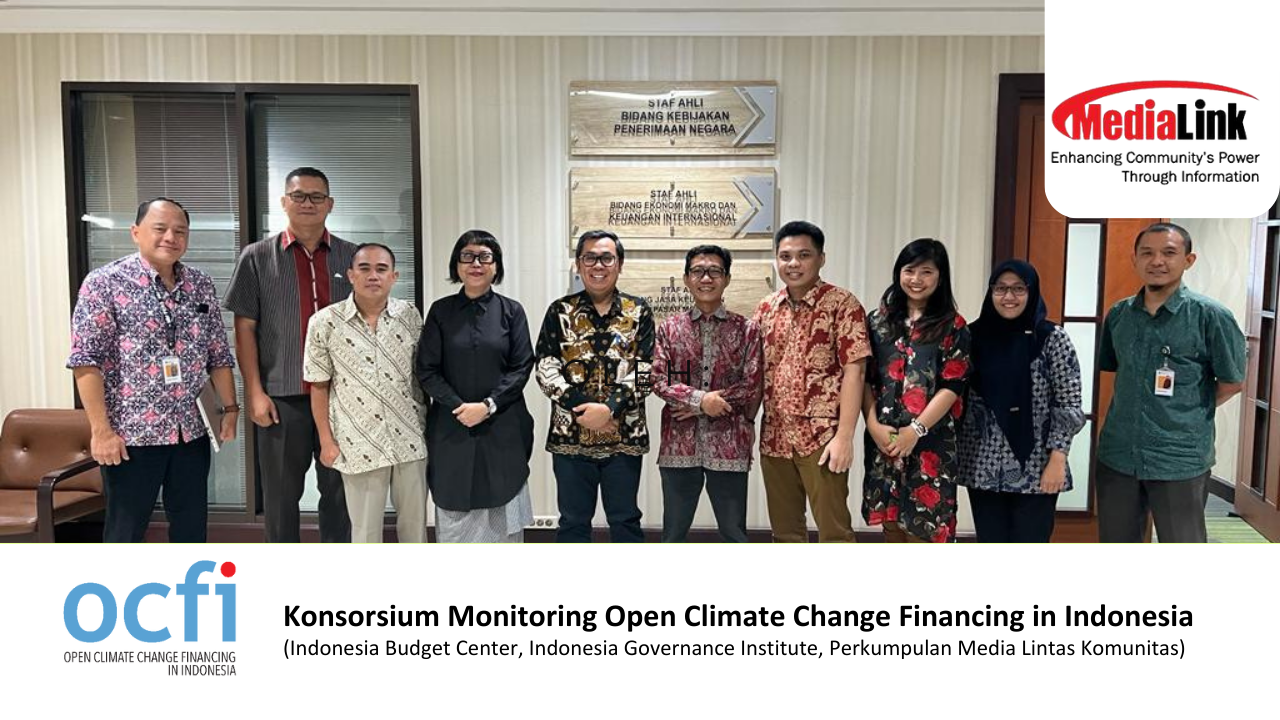 STAF AHLI
BIDANG KEBIJAKAN
PENERIMAAN NEGARA
STAF AHLI
BIDANG EKONOMI MAKRO DAN
KEUANGAN INTERNASIONAL
MediaLink
Enhancing Community's Power
Through Information
OLEH:
ocfi
OPEN CLIMATE CHANGE FINANCING
IN INDONESIA
Konsorsium Monitoring Open Climate Change Financing in Indonesia
(Indonesia Budget Center, Indonesia Governance Institute, Perkumpulan Media Lintas Komunitas)